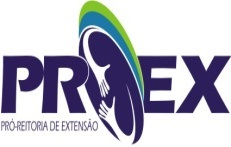 PROEX
PRÓ-REITORIA DE EXTENSÃO